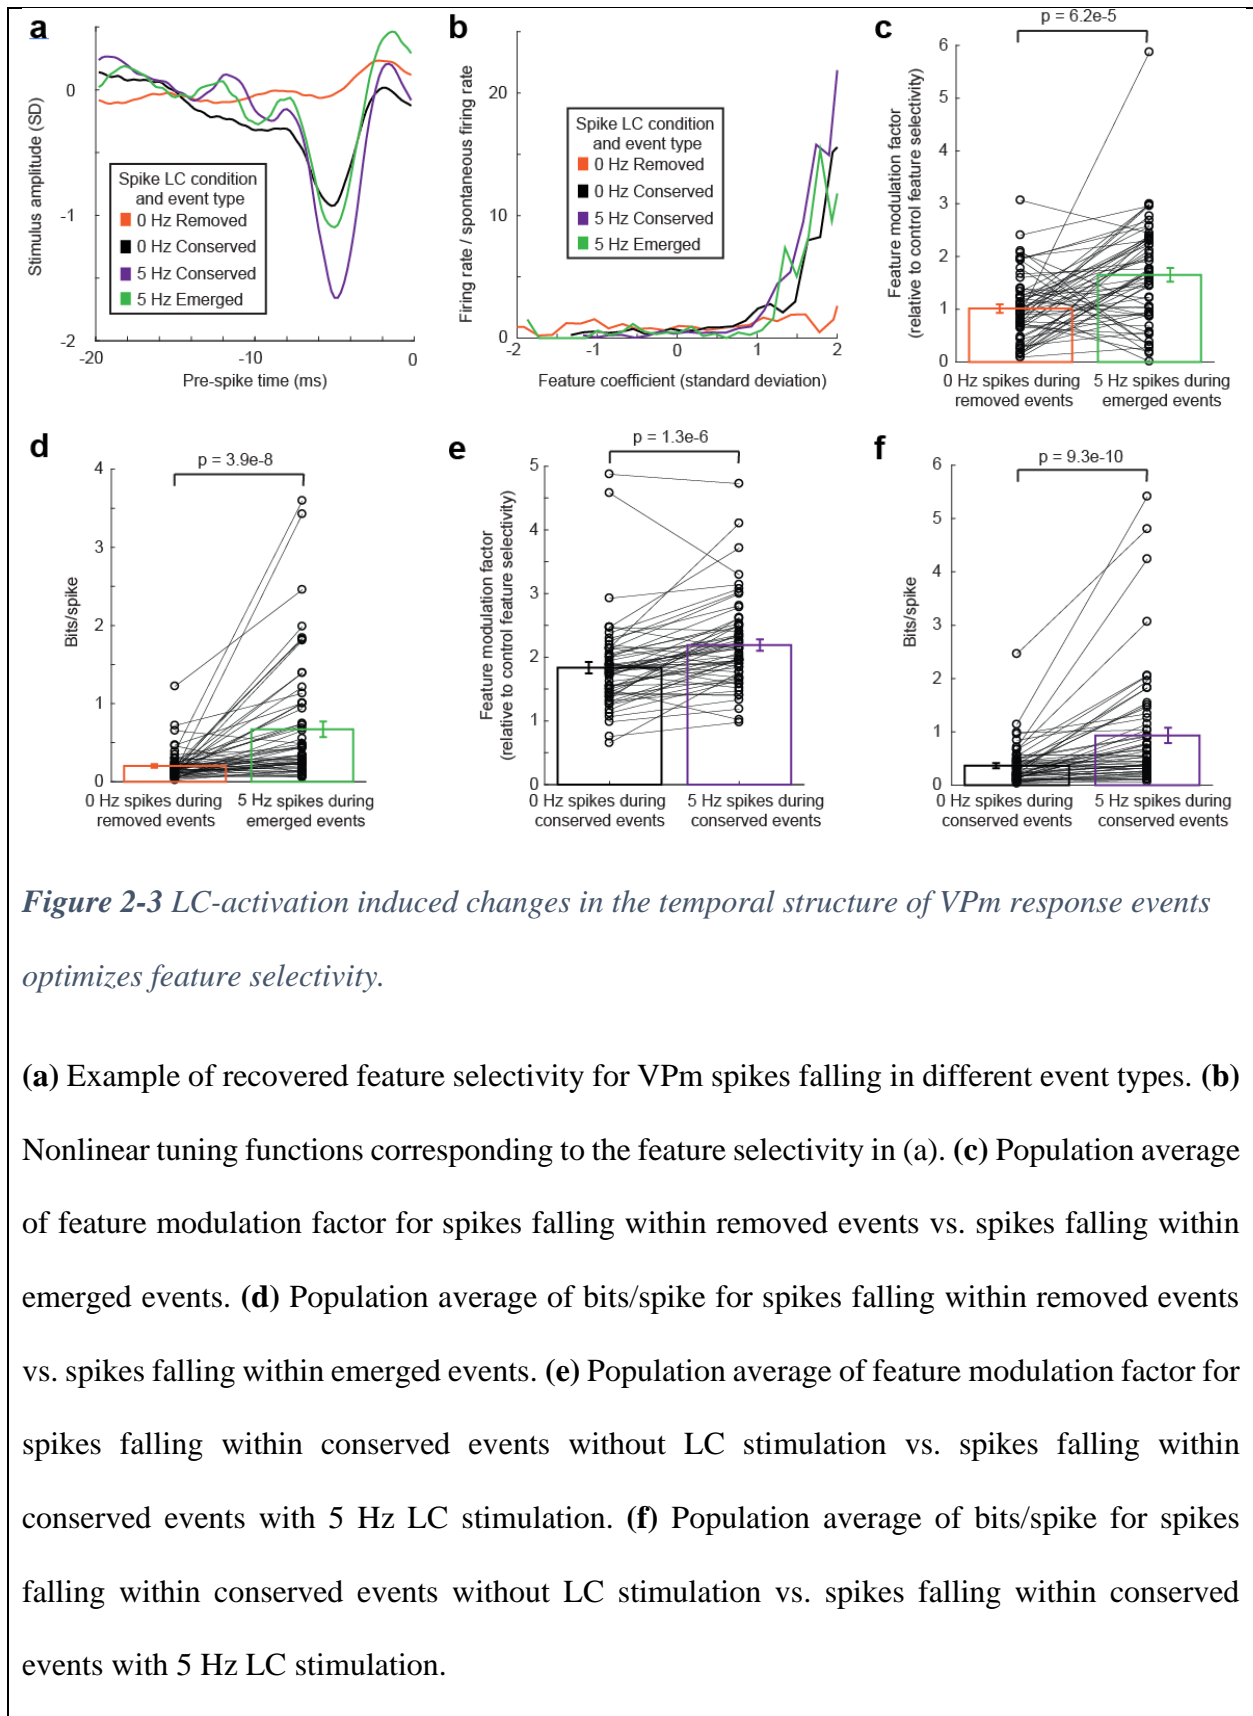 a
Stimulus amplitude (SD)
0
-1
-2
-20
-10
0
Pre-spike time (ms)
Spike LC condition
and event type
0 Hz Removed
0 Hz Conserved
5 Hz Conserved
5 Hz Emerged
b
Firing rate / spontaneous firing rate
20
10
0
-2
-1
0
1
2
Feature coefficient (standard deviation)
Spike LC condition
and event type
0 Hz Removed
0 Hz Conserved
5 Hz Conserved
5 Hz Emerged
c
p = 6.2e-5
Feature modulation factor
(relative to control feature selectivity)
6
5
4
3
2
1
0
0 Hz spikes during
removed events
5 Hz spikes during
emerged events
d
p = 3.9e-8
Bits/spike
4
3
2
1
0
0 Hz spikes during
removed events
5 Hz spikes during
emerged events
e
p = 1.3e-6
Feature modulation factor
(relative to control feature selectivity)
5
4
3
2
1
0
0 Hz spikes during
conserved events
5 Hz spikes during
conserved events
f
p = 9.3e-10
Bits/spike
6
5
4
3
2
1
0
0 Hz spikes during
conserved events
5 Hz spikes during
conserved events
Figure 2-3 LC-activation induced changes in the temporal structure of VPm response events
optimizes feature selectivity.
(a) Example of recovered feature selectivity for VPm spikes falling in different event types. (b)
Nonlinear tuning functions corresponding to the feature selectivity in (a). (c) Population average
of feature modulation factor for spikes falling within removed events vs. spikes falling within
emerged events. (d) Population average of bits/spike for spikes falling within removed events
vs. spikes falling within emerged events. (e) Population average of feature modulation factor for
spikes falling within conserved events without LC stimulation vs. spikes falling within
conserved events with 5 Hz LC stimulation. (f) Population average of bits/spike for spikes
falling within conserved events without LC stimulation vs. spikes falling within conserved
events with 5 Hz LC stimulation.